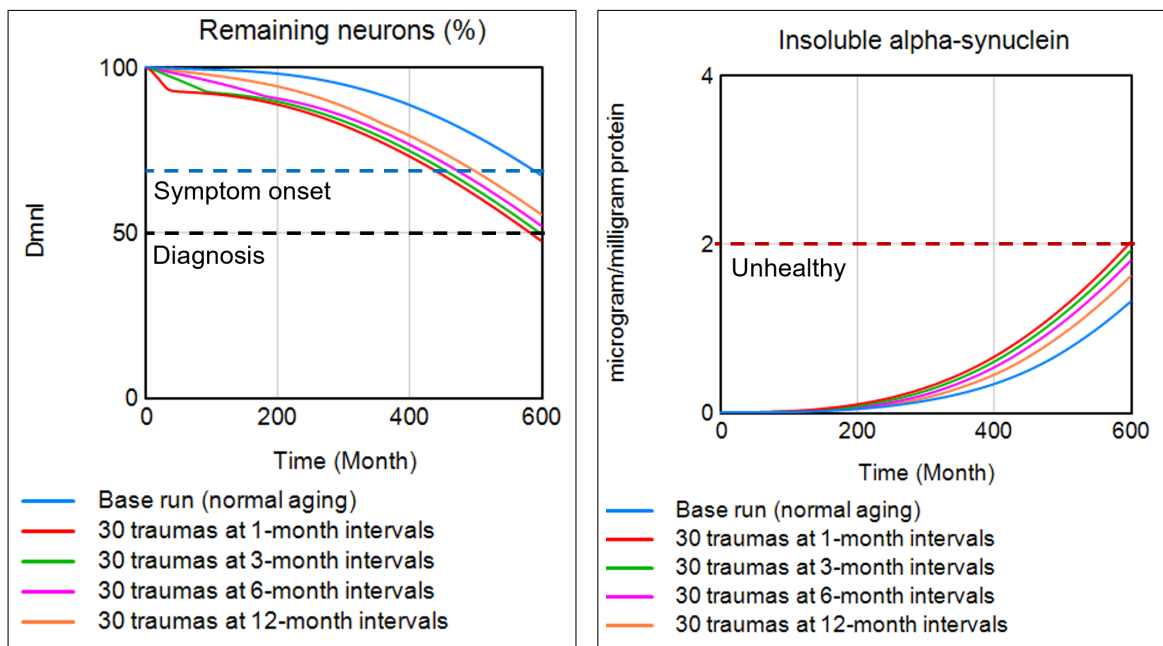 Remaining neurons (%)
100
50
0
Dmnl
Symptom onset
Diagnosis
0
200
400
600
Time (Month)
Base run (normal aging)
30 traumas at 1-month intervals
30 traumas at 3-month intervals
30 traumas at 6-month intervals
30 traumas at 12-month intervals
Insoluble alpha-synuclein
4
2
0
microgram/milligram protein
Unhealthy
0
200
400
600
Time (Month)
Base run (normal aging)
30 traumas at 1-month intervals
30 traumas at 3-month intervals
30 traumas at 6-month intervals
30 traumas at 12-month intervals